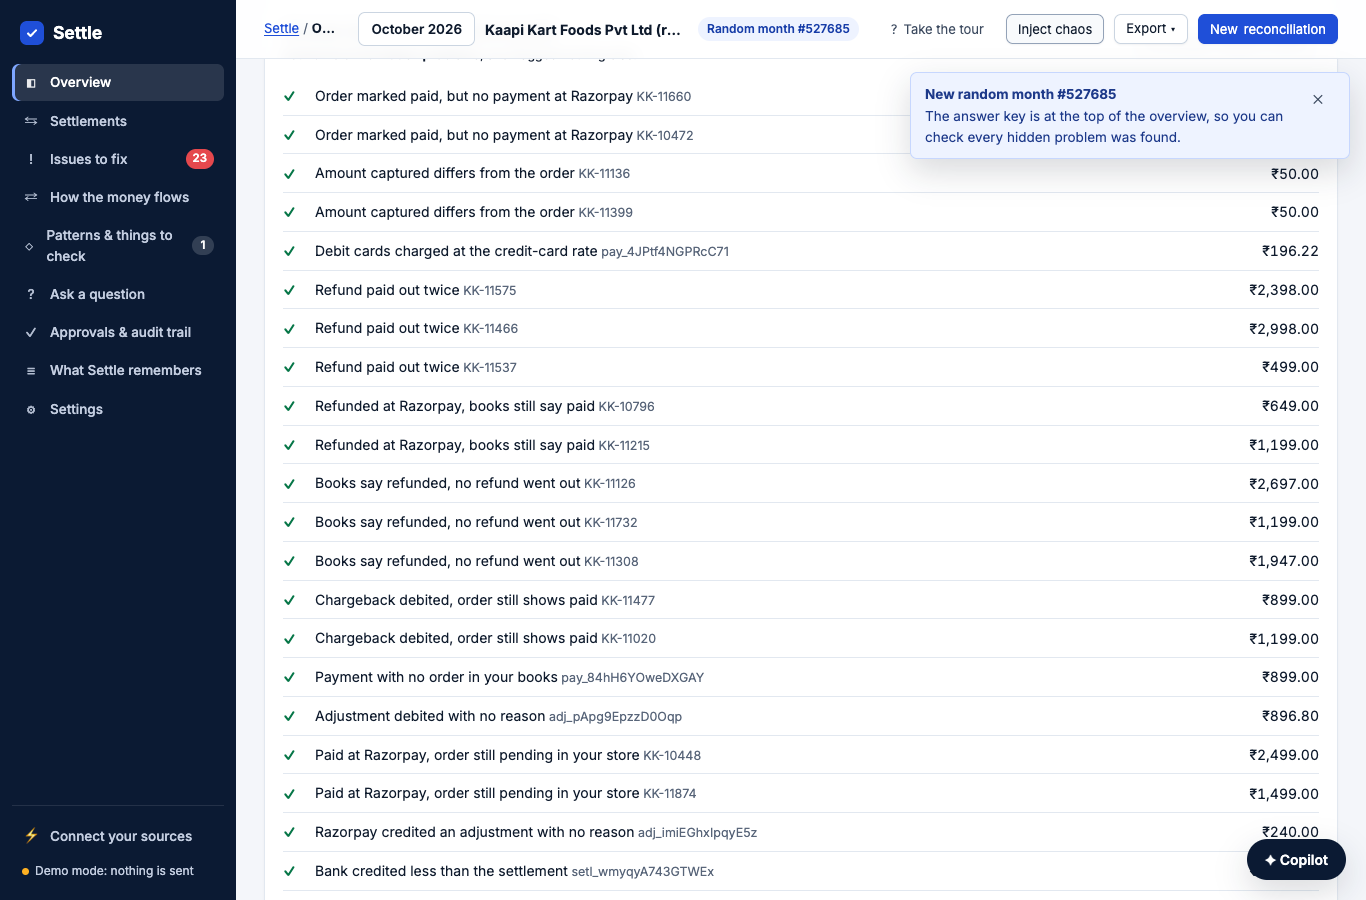 Settle
Overview
Settlements
Issues to fix 23
How the money flows
Patterns & things to check 1
Ask a question
Approvals & audit trail
What Settle remembers
Settings
Connect your sources
Demo mode: nothing is sent
Settle / O...
October 2026
Kaapi Kart Foods Pvt Ltd (r...
Random month #527685
? Take the tour
Inject chaos
Export
New reconciliation
New random month #527685
The answer key is at the top of the overview, so you can
check every hidden problem was found.
Order marked paid, but no payment at Razorpay KK-11660
Order marked paid, but no payment at Razorpay KK-10472
Amount captured differs from the order KK-11136 ₹50.00
Amount captured differs from the order KK-11399 ₹50.00
Debit cards charged at the credit-card rate pay_4JPtf4NGPRcC71 ₹196.22
Refund paid out twice KK-11575 ₹2,398.00
Refund paid out twice KK-11466 ₹2,998.00
Refund paid out twice KK-11537 ₹499.00
Refunded at Razorpay, books still say paid KK-10796 ₹649.00
Refunded at Razorpay, books still say paid KK-11215 ₹1,199.00
Books say refunded, no refund went out KK-11126 ₹2,697.00
Books say refunded, no refund went out KK-11732 ₹1,199.00
Books say refunded, no refund went out KK-11308 ₹1,947.00
Chargeback debited, order still shows paid KK-11477 ₹899.00
Chargeback debited, order still shows paid KK-11020 ₹1,199.00
Payment with no order in your books pay_84hH6YOweDXGAY ₹899.00
Adjustment debited with no reason adj_pApg9EpzzD0Oqp ₹896.80
Paid at Razorpay, order still pending in your store KK-10448 ₹2,499.00
Paid at Razorpay, order still pending in your store KK-11874 ₹1,499.00
Razorpay credited an adjustment with no reason adj_imiEGhxIpqyE5z ₹240.00
Bank credited less than the settlement setl_wmyqyA743GTWEx
Copilot